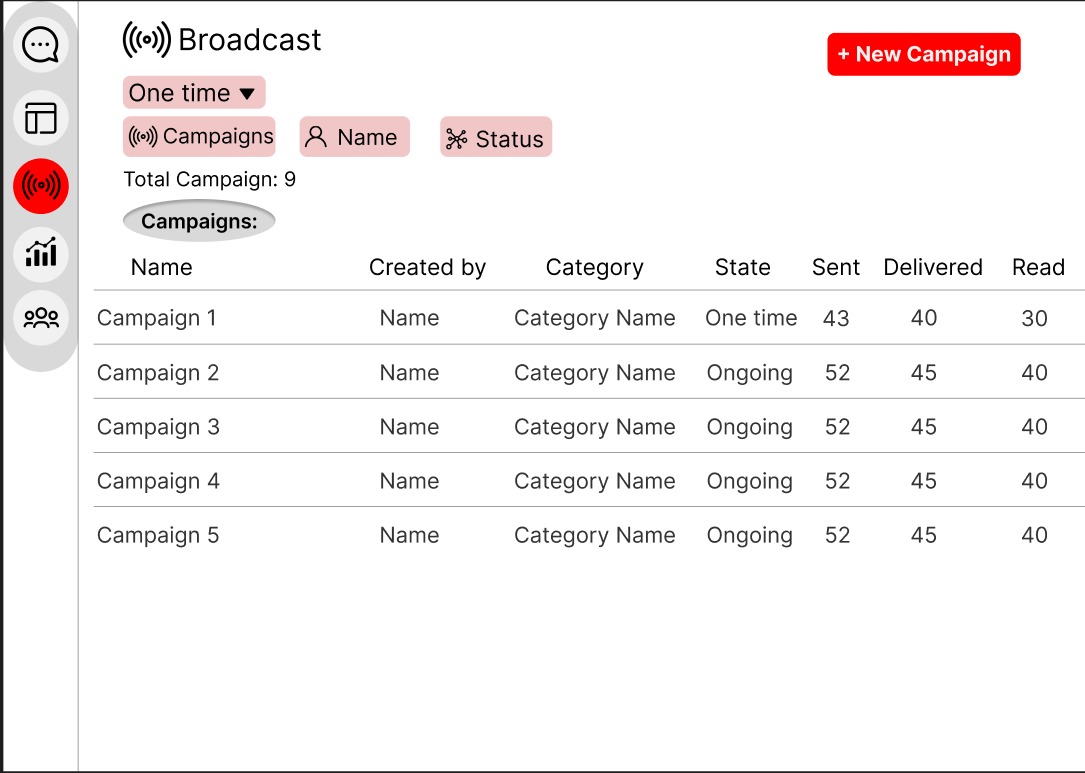 Broadcast
+ New Campaign
One time
Campaigns Name Status
Total Campaign: 9
Campaigns:
Name Created by Category State Sent Delivered Read
Campaign 1 Name Category Name One time 43 40 30
Campaign 2 Name Category Name Ongoing 52 45 40
Campaign 3 Name Category Name Ongoing 52 45 40
Campaign 4 Name Category Name Ongoing 52 45 40
Campaign 5 Name Category Name Ongoing 52 45 40